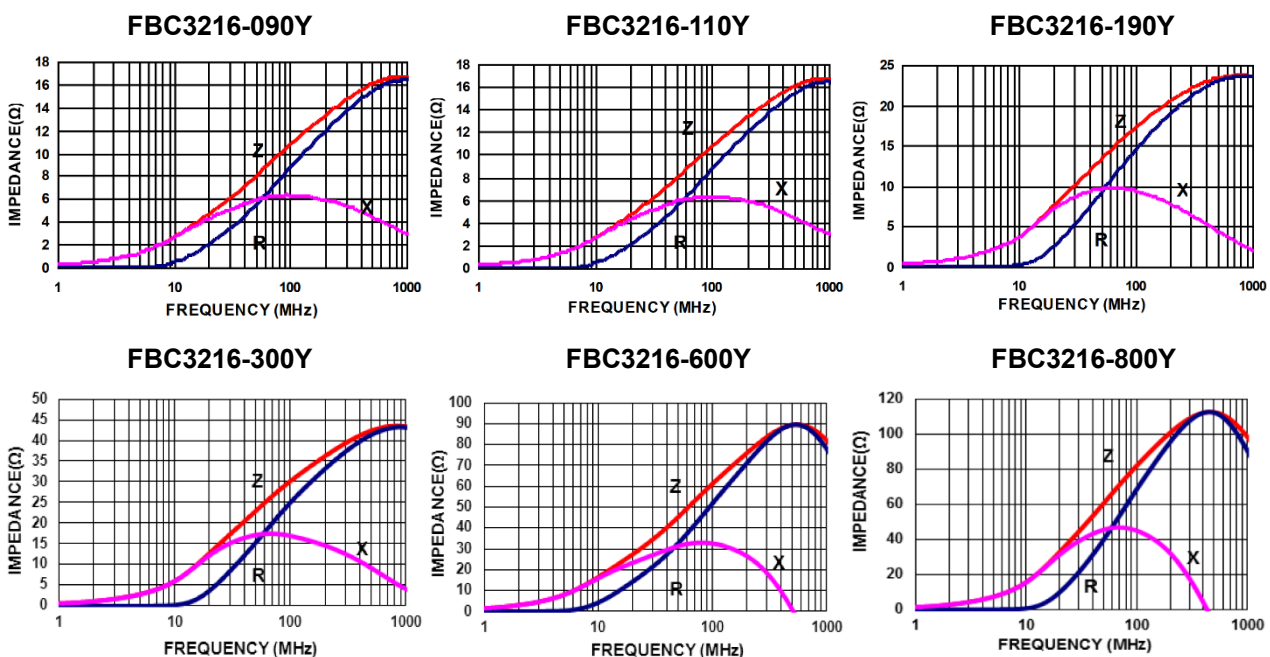 FBC3216-090Y
IMPEDANCE(Ω)
18
16
14
12
10
8
6
4
2
0
Z
X
R
1
10
100
1000
FREQUENCY (MHz)
FBC3216-110Y
IMPEDANCE(Ω)
18
16
14
12
10
8
6
4
2
0
Z
X
R
1
10
100
1000
FREQUENCY (MHz)
FBC3216-190Y
IMPEDANCE(Ω)
25
20
15
10
5
0
Z
X
R
1
10
100
1000
FREQUENCY (MHz)
FBC3216-300Y
IMPEDANCE(Ω)
50
45
40
35
30
25
20
15
10
5
0
Z
X
R
1
10
100
1000
FREQUENCY (MHz)
FBC3216-600Y
IMPEDANCE(Ω)
100
90
80
70
60
50
40
30
20
10
0
Z
X
R
1
10
100
1000
FREQUENCY (MHz)
FBC3216-800Y
IMPEDANCE(Ω)
120
100
80
60
40
20
0
Z
X
R
1
10
100
1000
FREQUENCY (MHz)